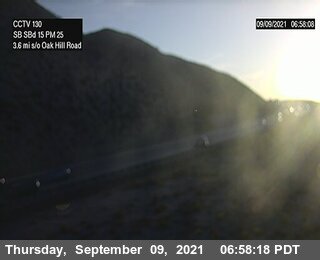 CCTV 130
SB SBd 15 PM 25
3.6 mi s/o Oak Hill Road
09/09/2021 06:58:08
Thursday, September 09, 2021 06:58:18 PDT